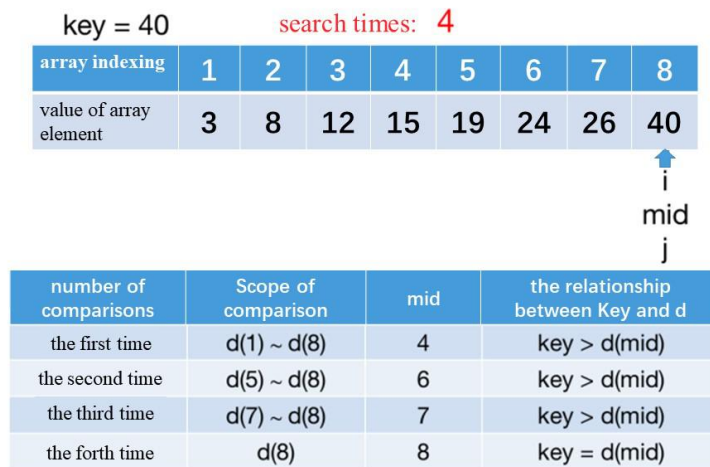 key = 40 search times: 4
array indexing 1 2 3 4 5 6 7 8
value of array element 3 8 12 15 19 24 26 40
i
mid
j
number of comparisons Scope of comparison mid the relationship between Key and d
the first time d(1) ~ d(8) 4 key > d(mid)
the second time d(5) ~ d(8) 6 key > d(mid)
the third time d(7) ~ d(8) 7 key > d(mid)
the forth time d(8) 8 key = d(mid)